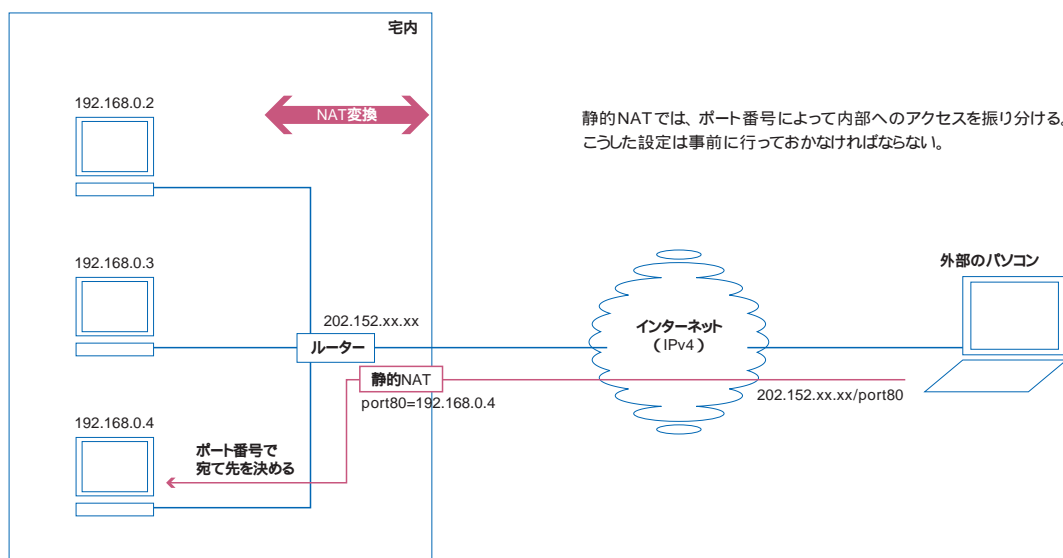 宅内
192.168.0.2
NAT変換
静的NATでは、ポート番号によって内部へのアクセスを振り分ける。
こうした設定は事前に行っておかなければならない。
192.168.0.3
外部のパソコン
202.152.xx.xx
インターネット
（IPv4）
ルーター
静的NAT
port80=192.168.0.4
202.152.xx.xx/port80
192.168.0.4
ポート番号で
宛て先を決める